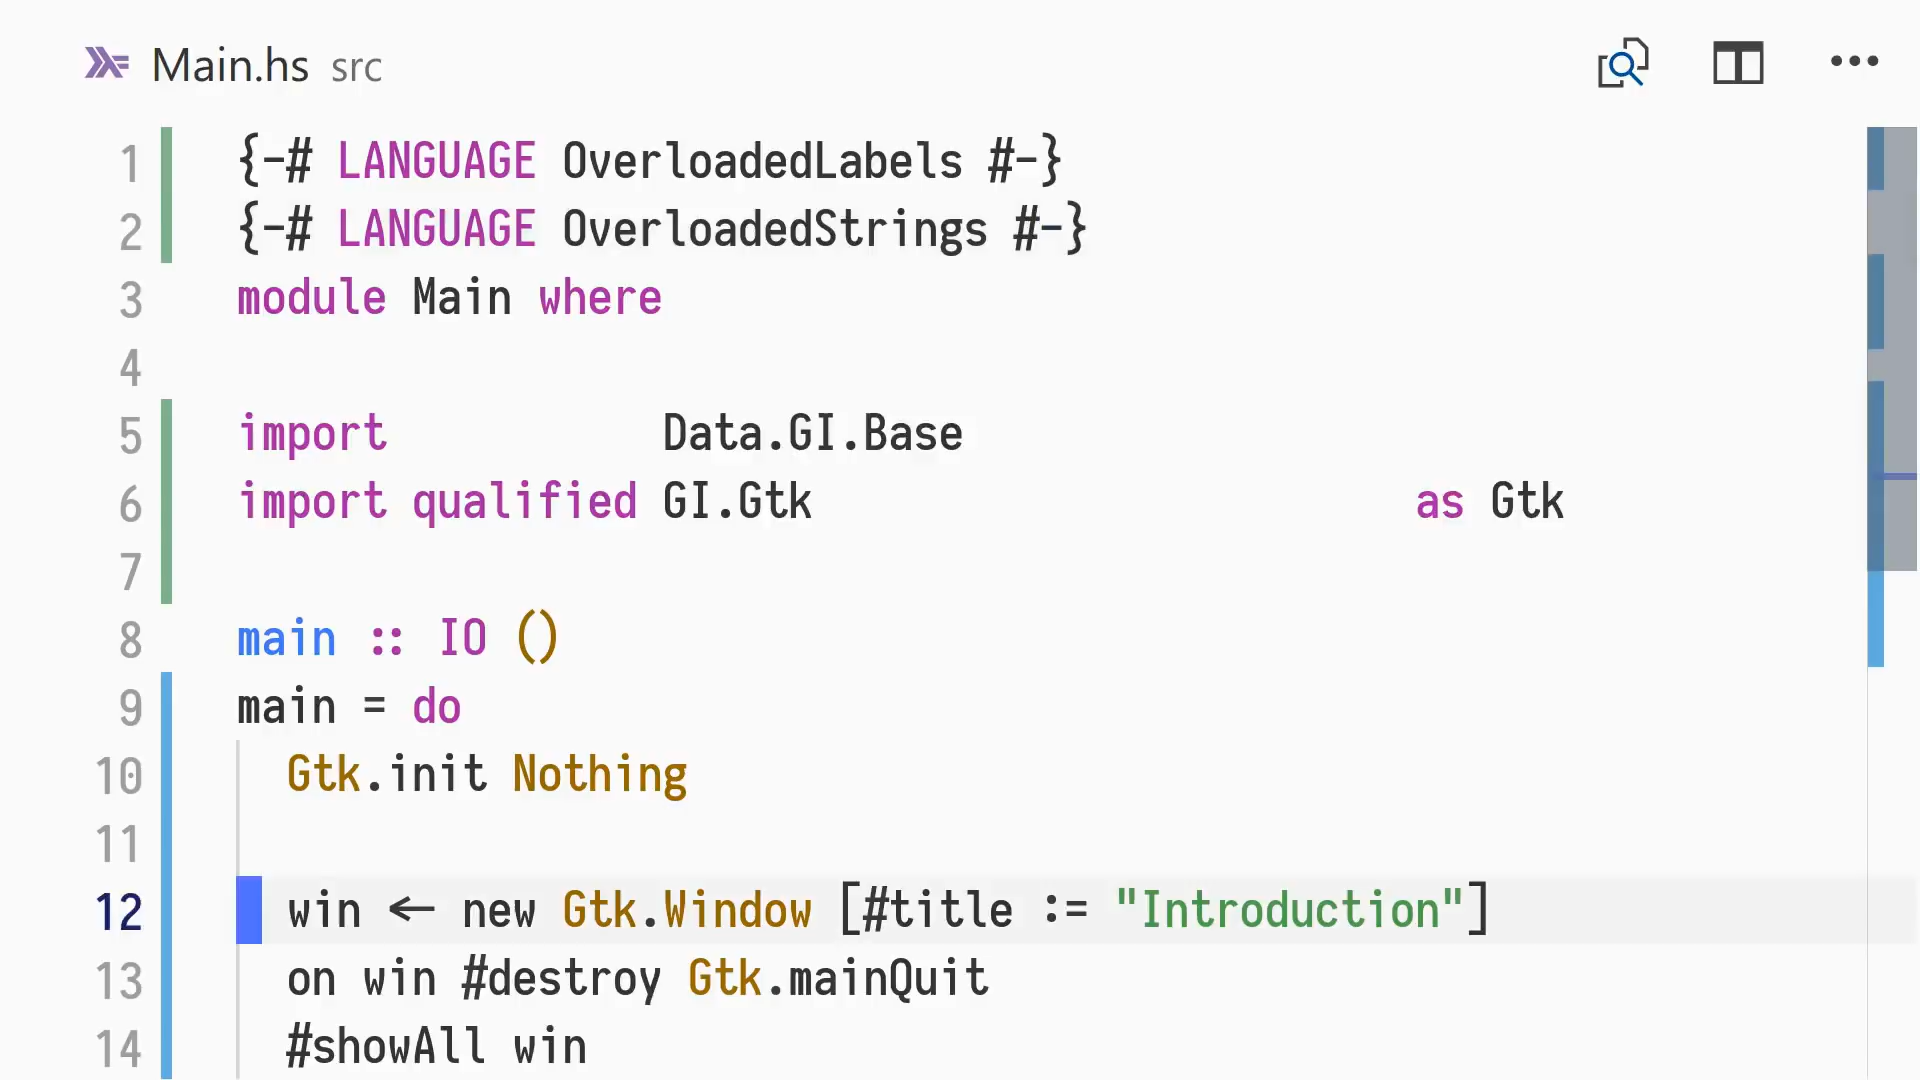 Main.hs src
1 {-# LANGUAGE OverloadedLabels #-}
2 {-# LANGUAGE OverloadedStrings #-}
3 module Main where
4
5 import           Data.GI.Base
6 import qualified GI.Gtk                        as Gtk
7
8 main :: IO ()
9 main = do
10   Gtk.init Nothing
11
12   win <- new Gtk.Window [#title := "Introduction"]
13   on win #destroy Gtk.mainQuit
14   #showAll win